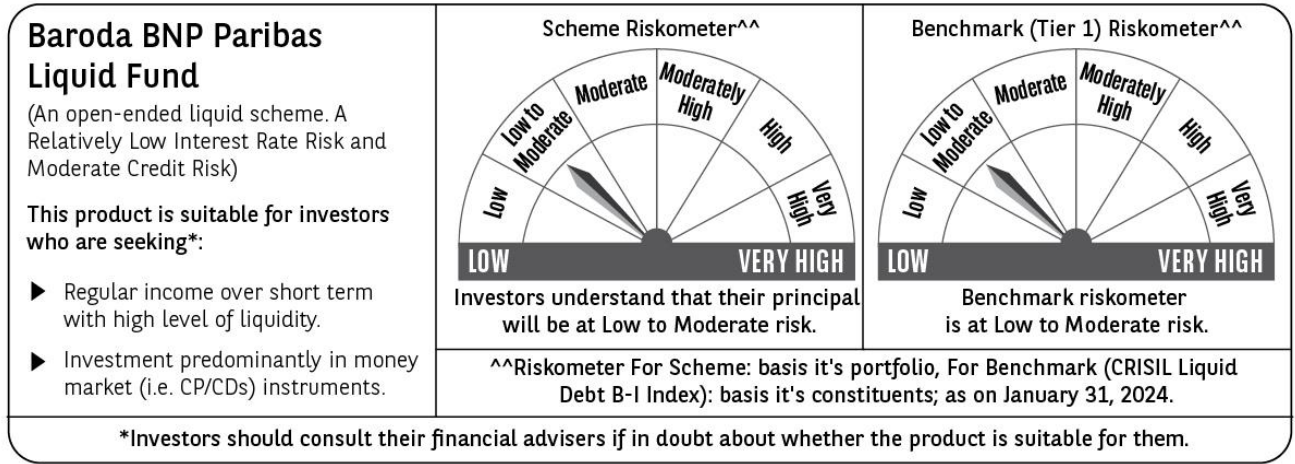 Baroda BNP Paribas
Liquid Fund
(An open-ended liquid scheme. A
Relatively Low Interest Rate Risk and
Moderate Credit Risk)
This product is suitable for investors
who are seeking*:
▶ Regular income over short term
with high level of liquidity.
▶ Investment predominantly in money
market (i.e. CP/CDs) instruments.
Scheme Riskometer^^
Low
Low to
Moderate
Moderate
Moderately
High
High
Very
High
LOW VERY HIGH
Investors understand that their principal
will be at Low to Moderate risk.
Benchmark (Tier 1) Riskometer^^
Low
Low to
Moderate
Moderate
Moderately
High
High
Very
High
LOW VERY HIGH
Benchmark riskometer
is at Low to Moderate risk.
^^Riskometer For Scheme: basis it's portfolio, For Benchmark (CRISIL Liquid
Debt B-I Index): basis it's constituents; as on January 31, 2024.
*Investors should consult their financial advisers if in doubt about whether the product is suitable for them.